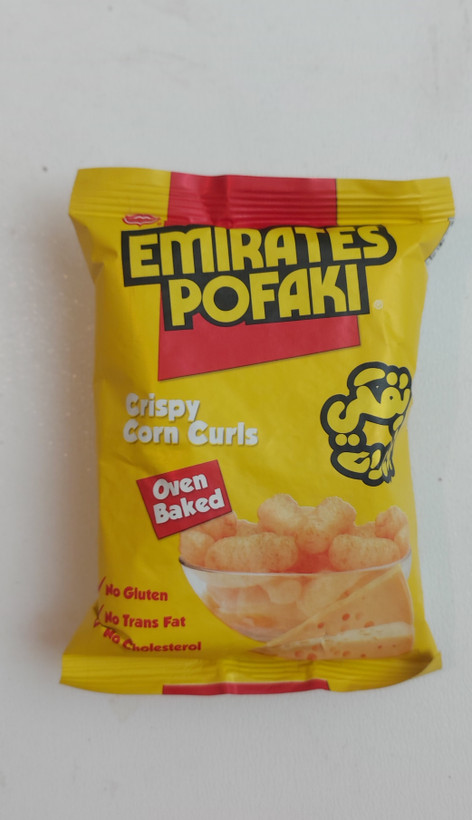 EMIRATES
POFAKI
Crispy
Corn Curls
Oven
Baked
No Gluten
No Trans Fat
No Cholesterol